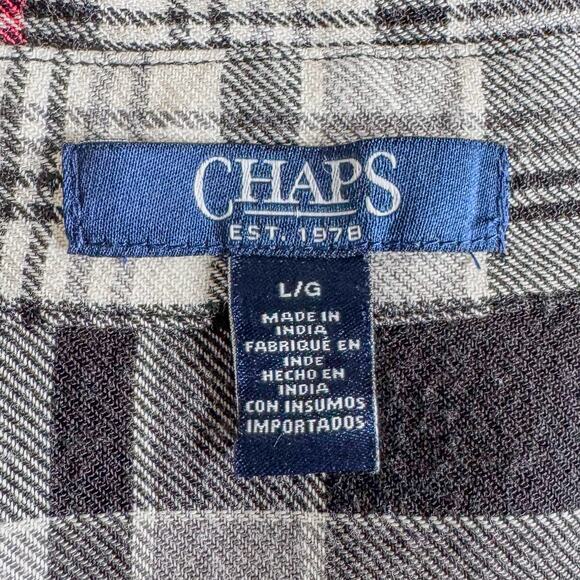 CHAPS
EST. 1978
L/G
MADE IN
INDIA
FABRIQUÉ EN
INDE
HECHO EN
INDIA
CON INSUMOS
IMPORTADOS